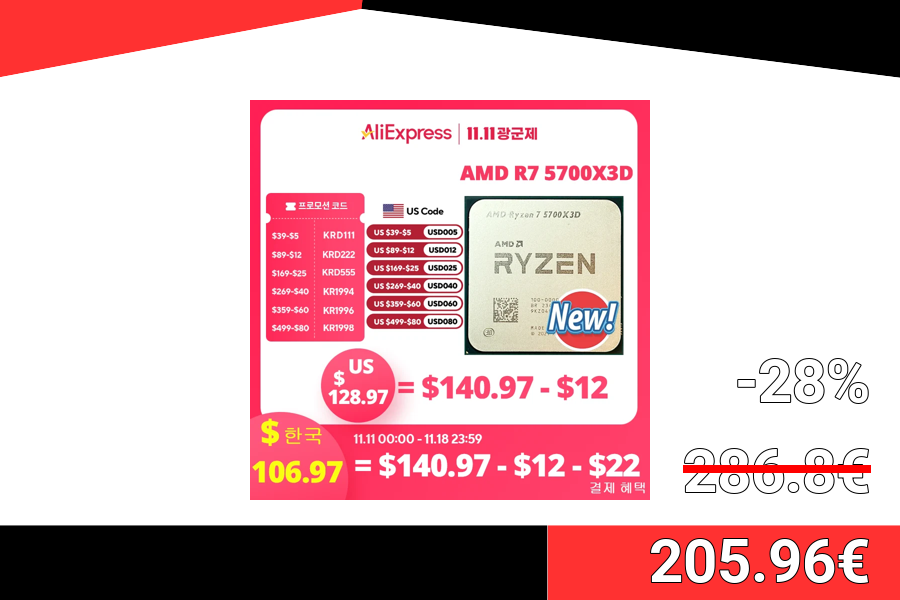 AliExpress | 11.11 광군제
AMD R7 5700X3D
프로모션 코드
$39-$5 KRD111
$89-$12 KRD222
$169-$25 KRD555
$269-$40 KR1994
$359-$60 KR1996
$499-$80 KR1998
US Code
US $39-$5 USD005
US $89-$12 USD012
US $169-$25 USD025
US $269-$40 USD040
US $359-$60 USD060
US $499-$80 USD080
AMD Ryzen 7 5700X3D
AMD
RYZEN
New!
US
$
128.97 = $140.97 - $12
$ 한국
11.11 00:00 - 11.18 23:59
106.97 = $140.97 - $12 - $22
결제 혜택
-28%
286.8€
205.96€